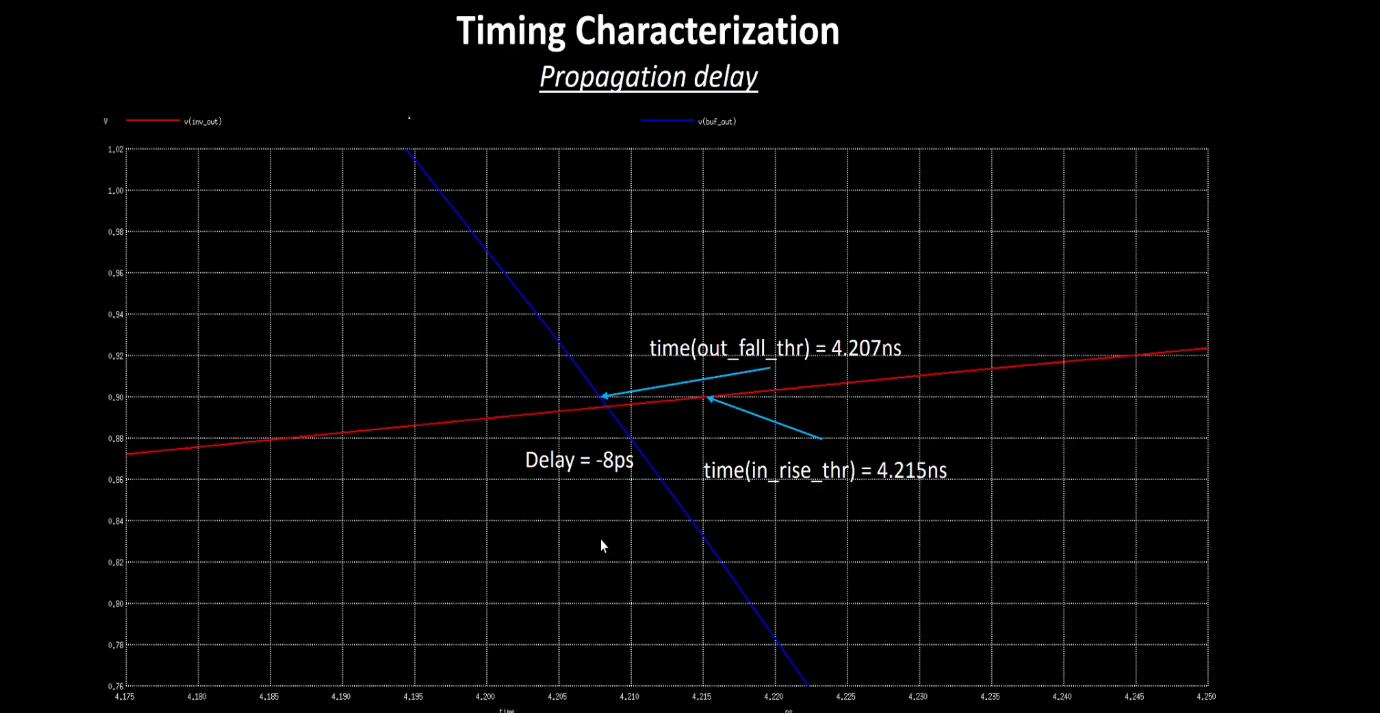 Timing Characterization
Propagation delay
V v(inv_out) v(buf_out)
1.02
1.00
0.98
0.96
0.94
time(out_fall_thr) = 4.207ns
0.92
0.90
0.88
Delay = -8ps
time(in_rise_thr) = 4.215ns
0.86
0.84
0.82
0.80
0.78
0.76
4.175 4.180 4.185 4.190 4.195 4.200 4.205 4.210 4.215 4.220 4.225 4.230 4.235 4.240 4.245 4.250
time ns